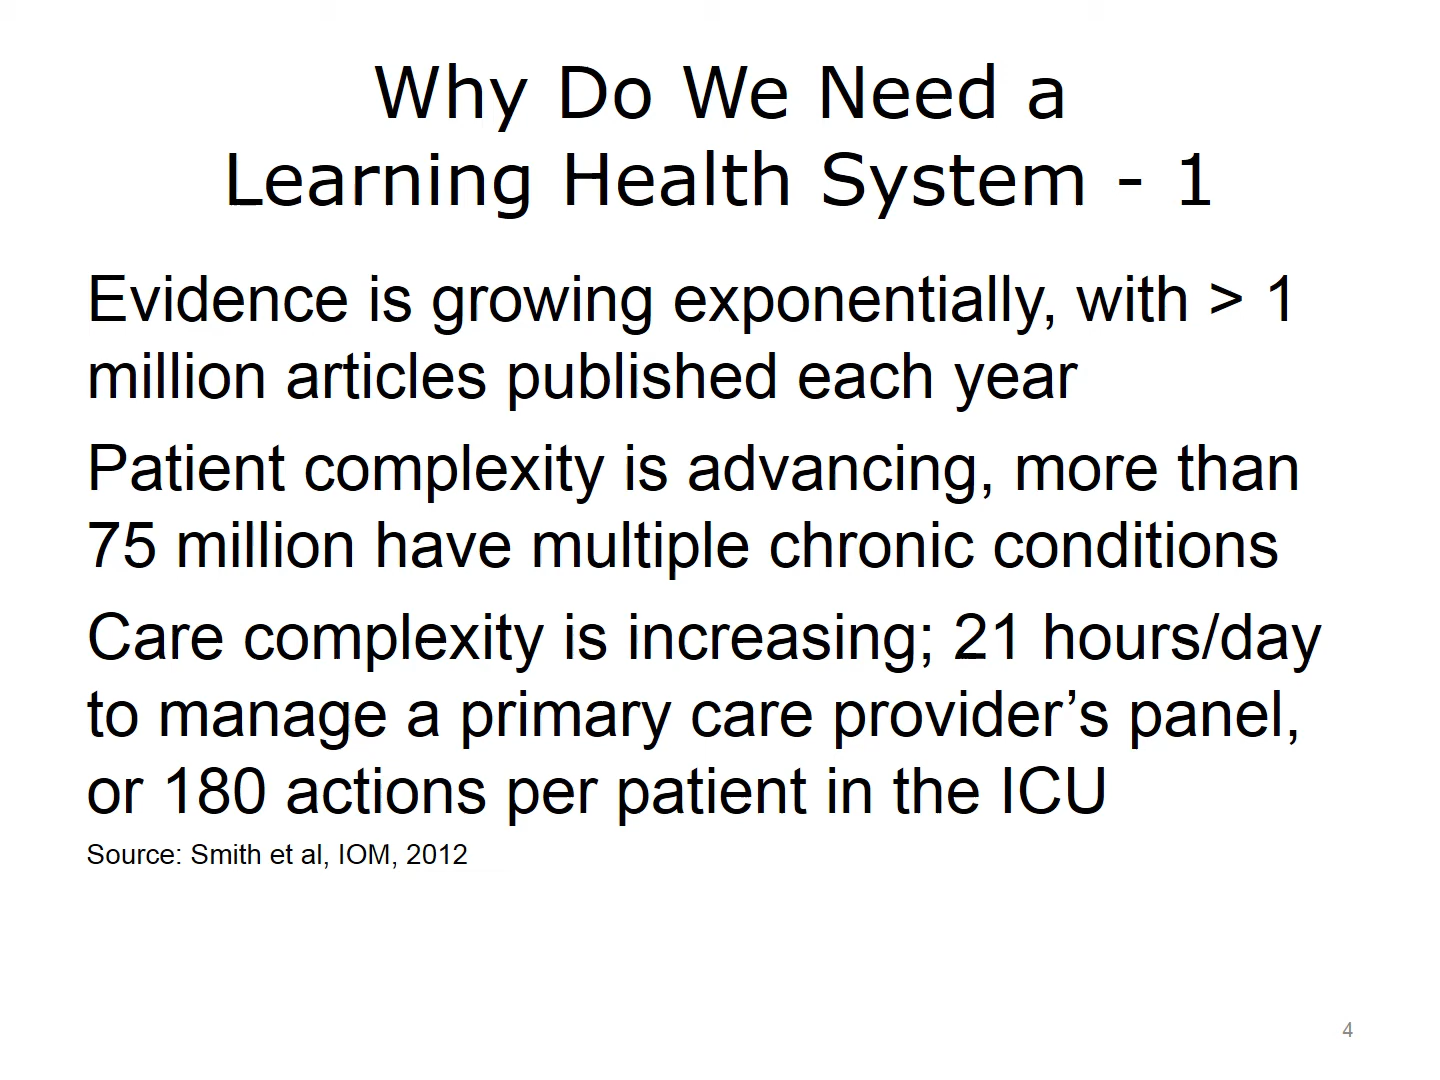 Why Do We Need a
Learning Health System - 1
Evidence is growing exponentially, with > 1
million articles published each year
Patient complexity is advancing, more than
75 million have multiple chronic conditions
Care complexity is increasing; 21 hours/day
to manage a primary care provider’s panel,
or 180 actions per patient in the ICU
Source: Smith et al, IOM, 2012
4